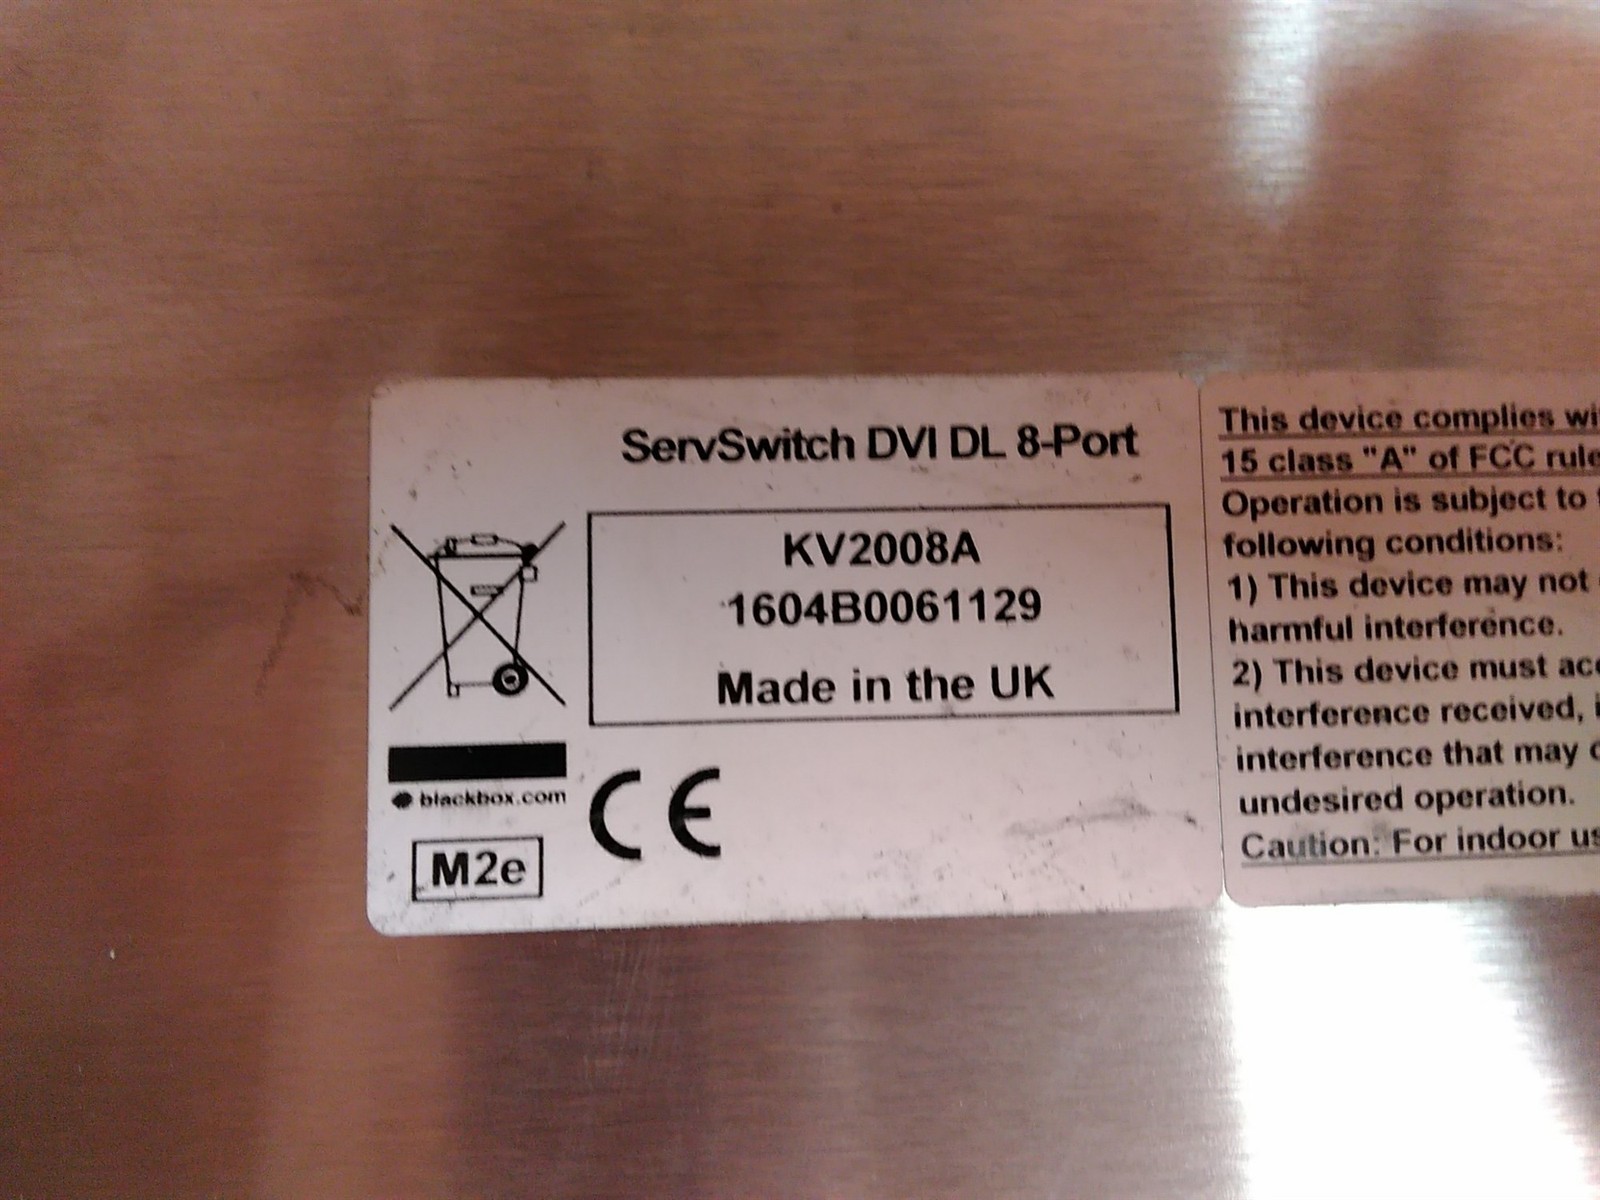 ServSwitch DVI DL 8-Port
KV2008A
1604B0061129
Made in the UK
blackbox.com
CE
M2e
This device complies
15 class "A" of FCC
Operation is subject to
following conditions:
1) This device may not
harmful interference.
2) This device must
interference received,
interference that may
undesired operation.
Caution: For indoor